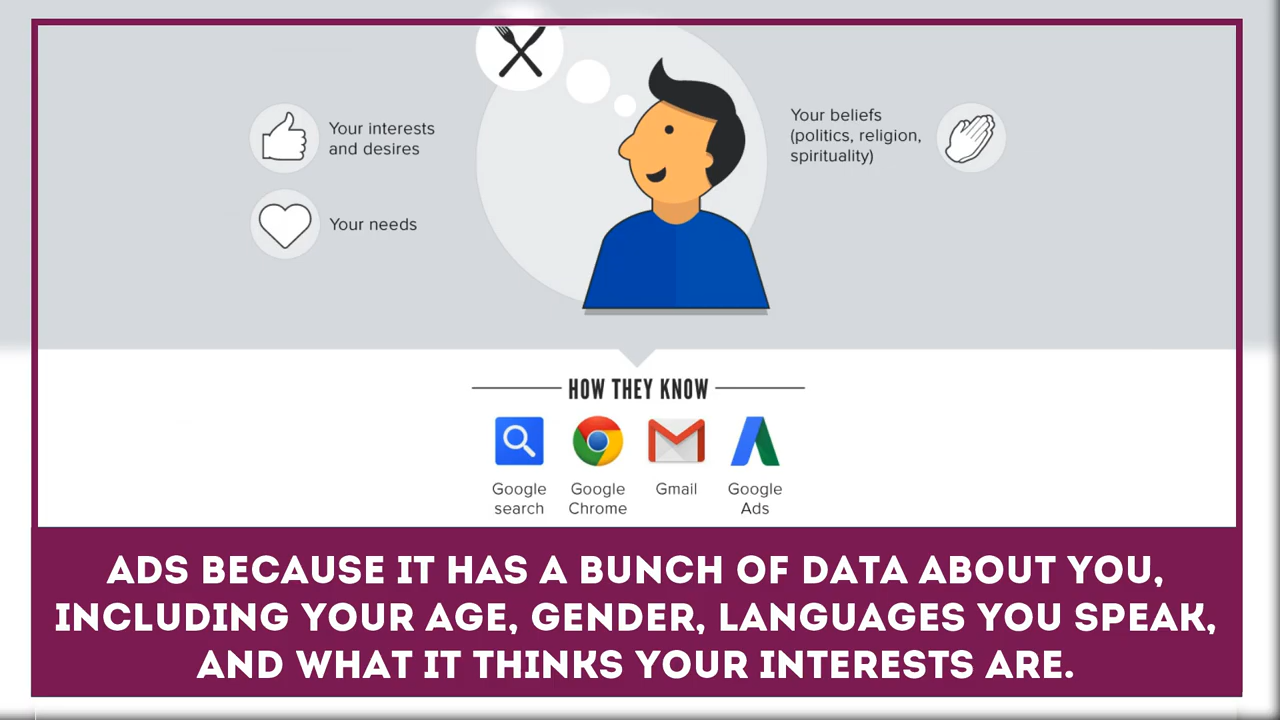 Your interests
and desires
Your needs
Your beliefs
(politics, religion,
spirituality)
HOW THEY KNOW
Google
search
Google
Chrome
Gmail
Google
Ads
ADS BECAUSE IT HAS A BUNCH OF DATA ABOUT YOU,
INCLUDING YOUR AGE, GENDER, LANGUAGES YOU SPEAK,
AND WHAT IT THINKS YOUR INTERESTS ARE.